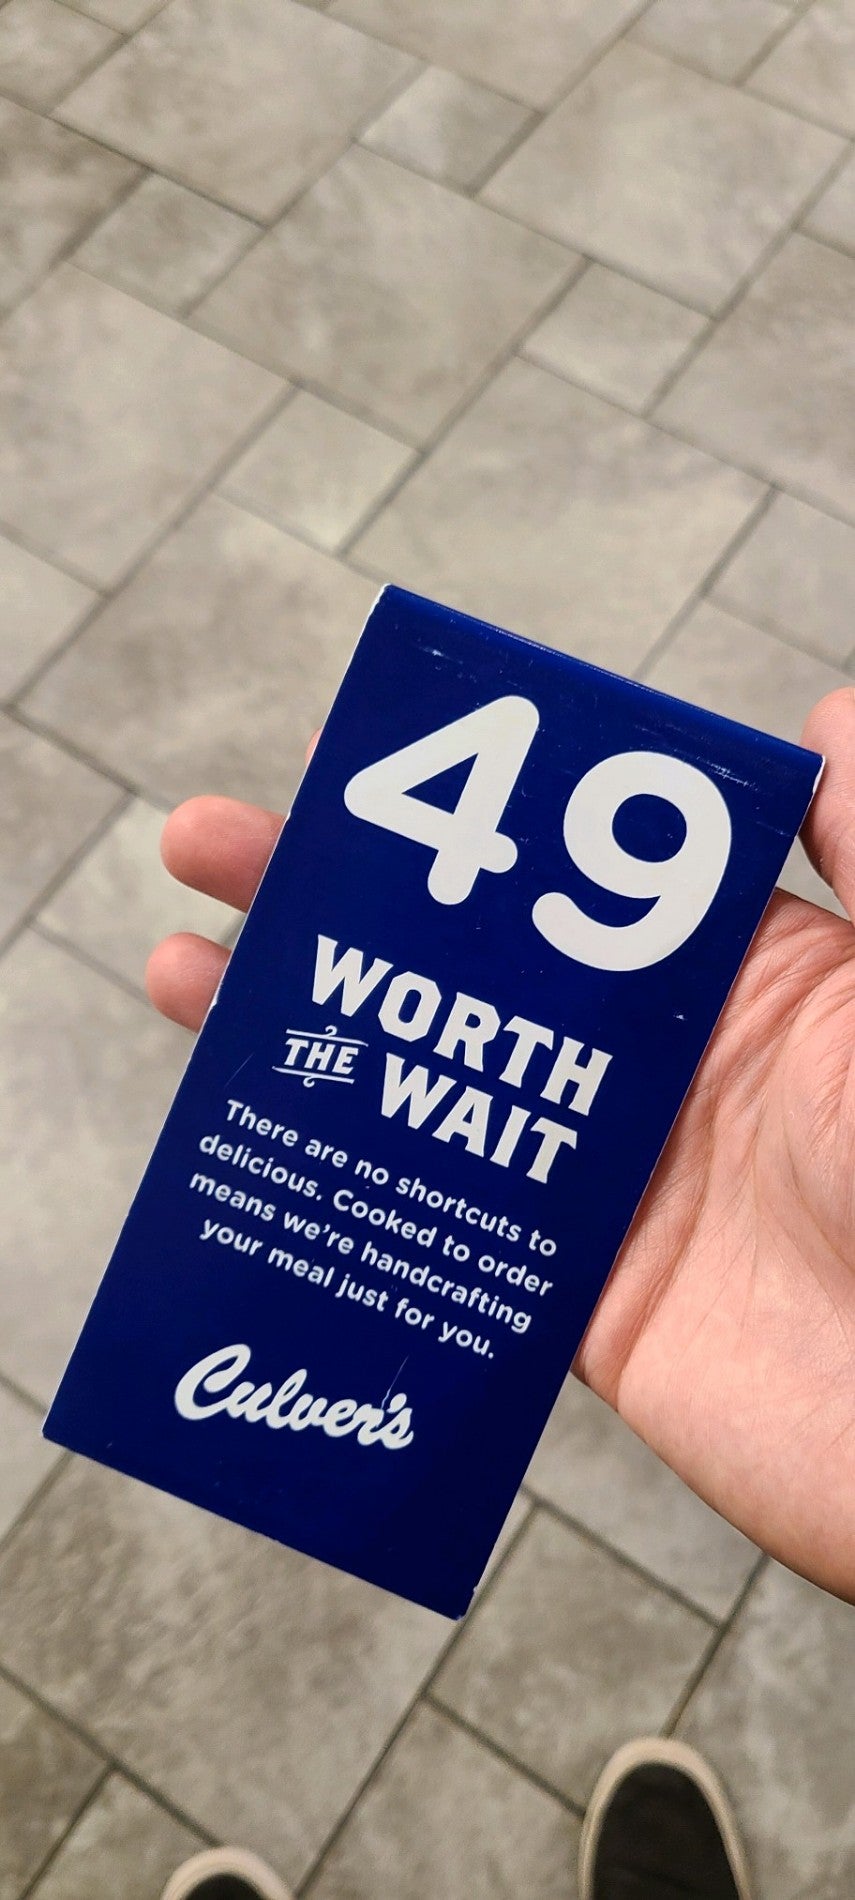 49
WORTH
THE WAIT
There are no shortcuts to
delicious. Cooked to order
means we're handcrafting
your meal just for you.
Culver's